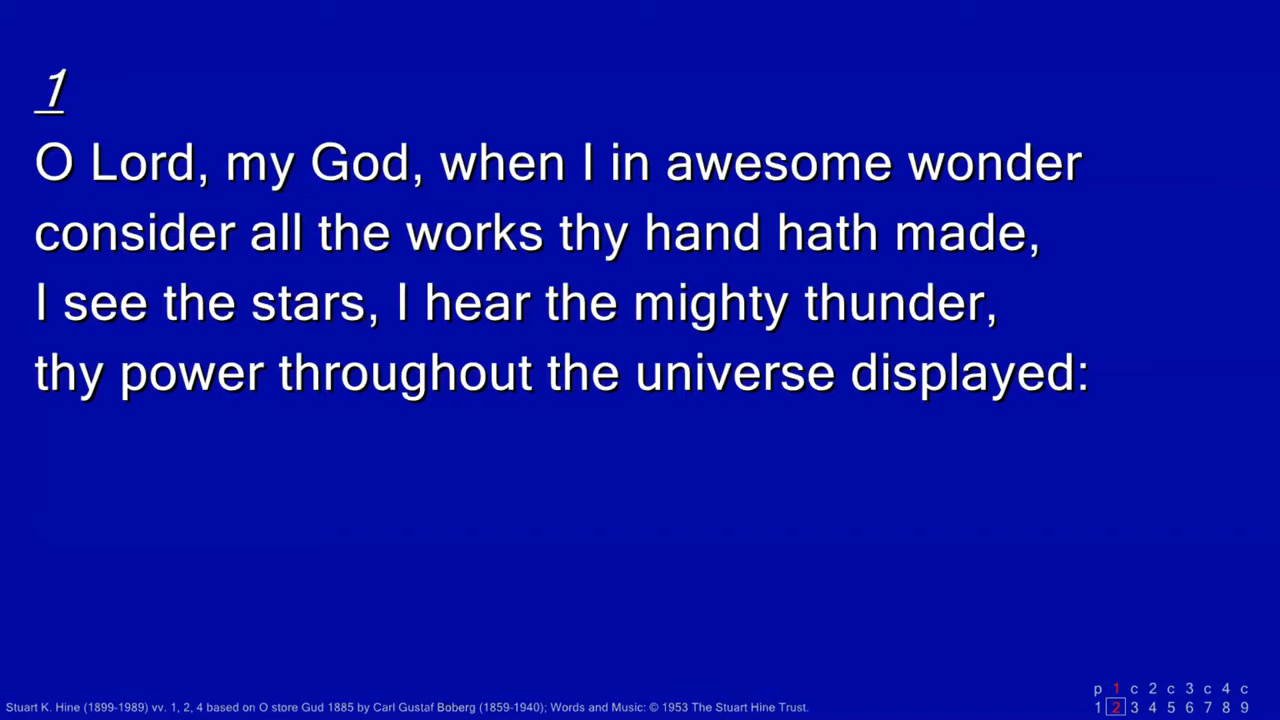 1
O Lord, my God, when I in awesome wonder
consider all the works thy hand hath made,
I see the stars, I hear the mighty thunder,
thy power throughout the universe displayed:
p 1 c 2 c 3 c 4 c
Stuart K. Hine (1899-1989) vv. 1, 2, 4 based on O store Gud 1885 by Carl Gustaf Boberg (1859-1940); Words and Music: © 1953 The Stuart Hine Trust.
1 2 3 4 5 6 7 8 9